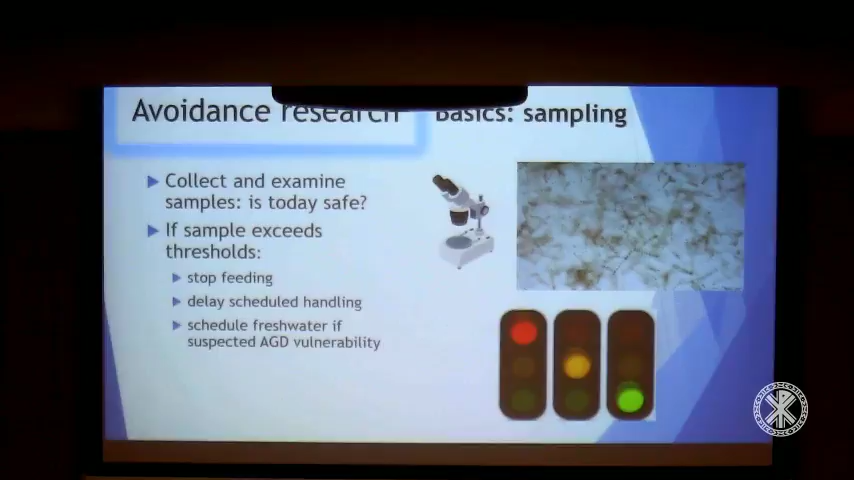 Avoidance research
Basics: sampling
Collect and examine
samples: is today safe?
If sample exceeds
thresholds:
stop feeding
delay scheduled handling
schedule freshwater if
suspected AGD vulnerability